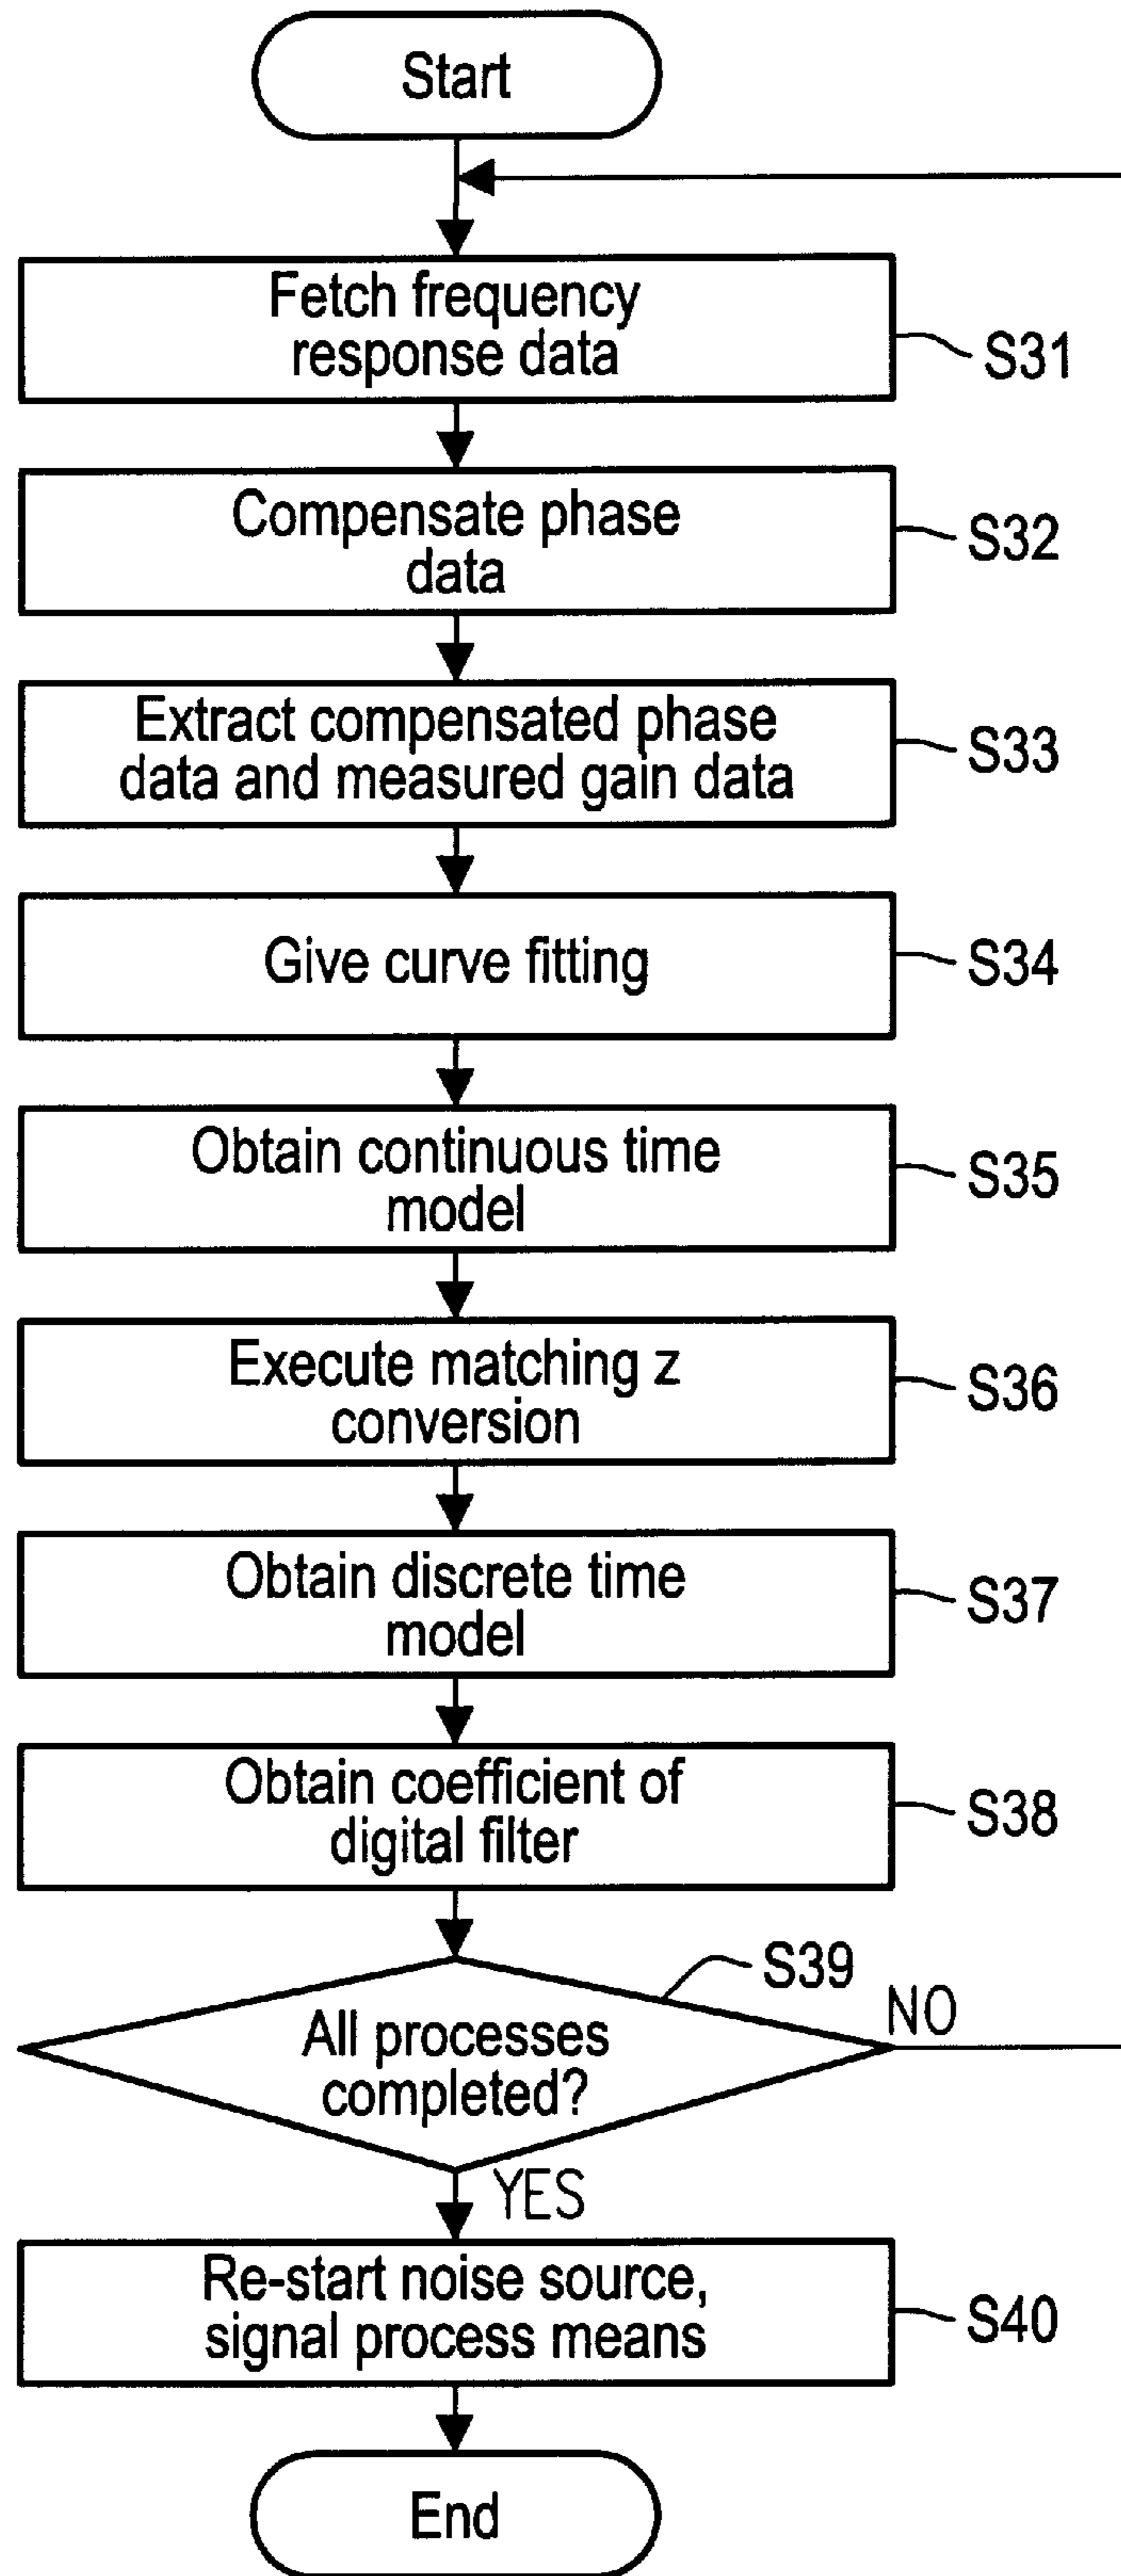 Start
Fetch frequency
response data
S31
Compensate phase
data
S32
Extract compensated phase
data and measured gain data
S33
Give curve fitting
S34
Obtain continuous time
model
S35
Execute matching z
conversion
S36
Obtain discrete time
model
S37
Obtain coefficient of
digital filter
S38
S39
All processes
completed?
NO
YES
Re-start noise source,
signal process means
S40
End